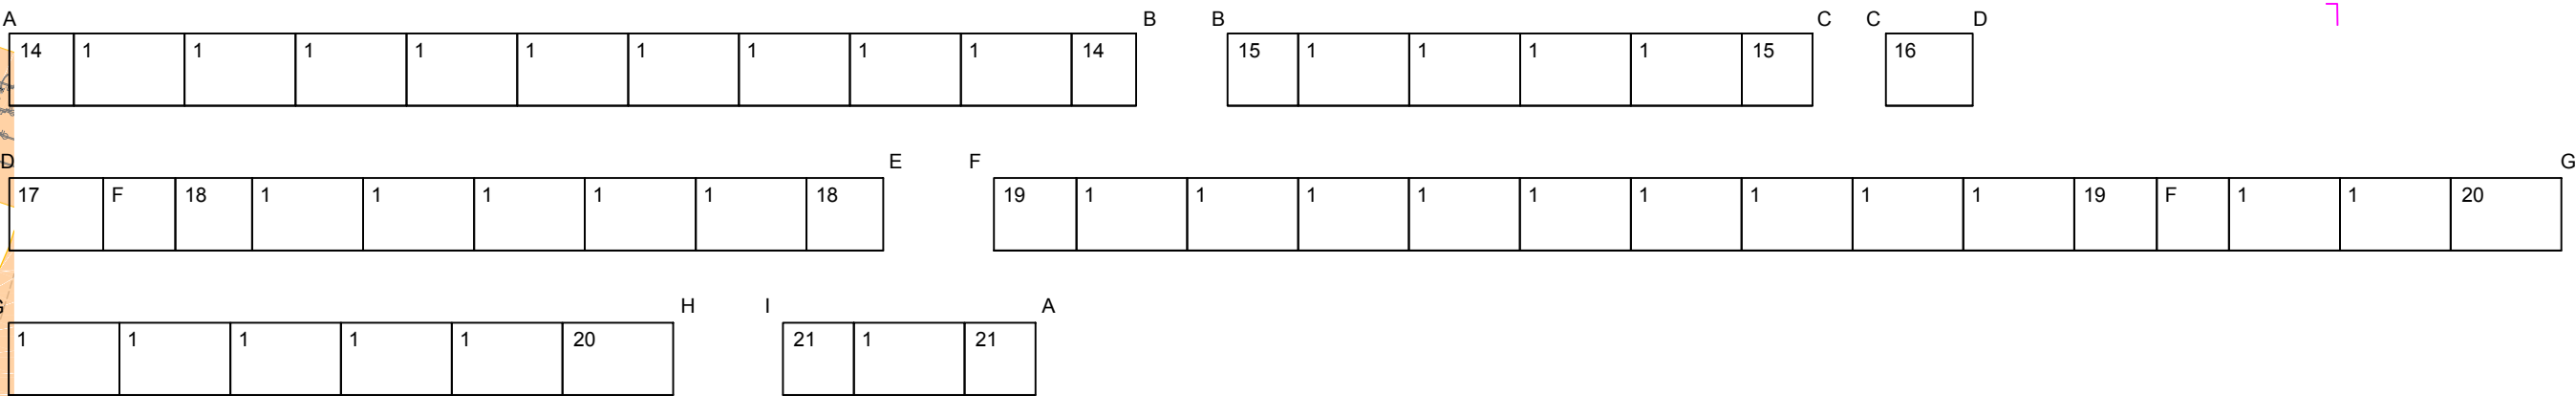 A B B C C D
14 1 1 1 1 1 1 1 1 1 14 15 1 1 1 1 15 16
D E F G
17 F 18 1 1 1 1 1 18 19 1 1 1 1 1 1 1 1 1 19 F 1 1 20
G H I A
1 1 1 1 1 20 21 1 21